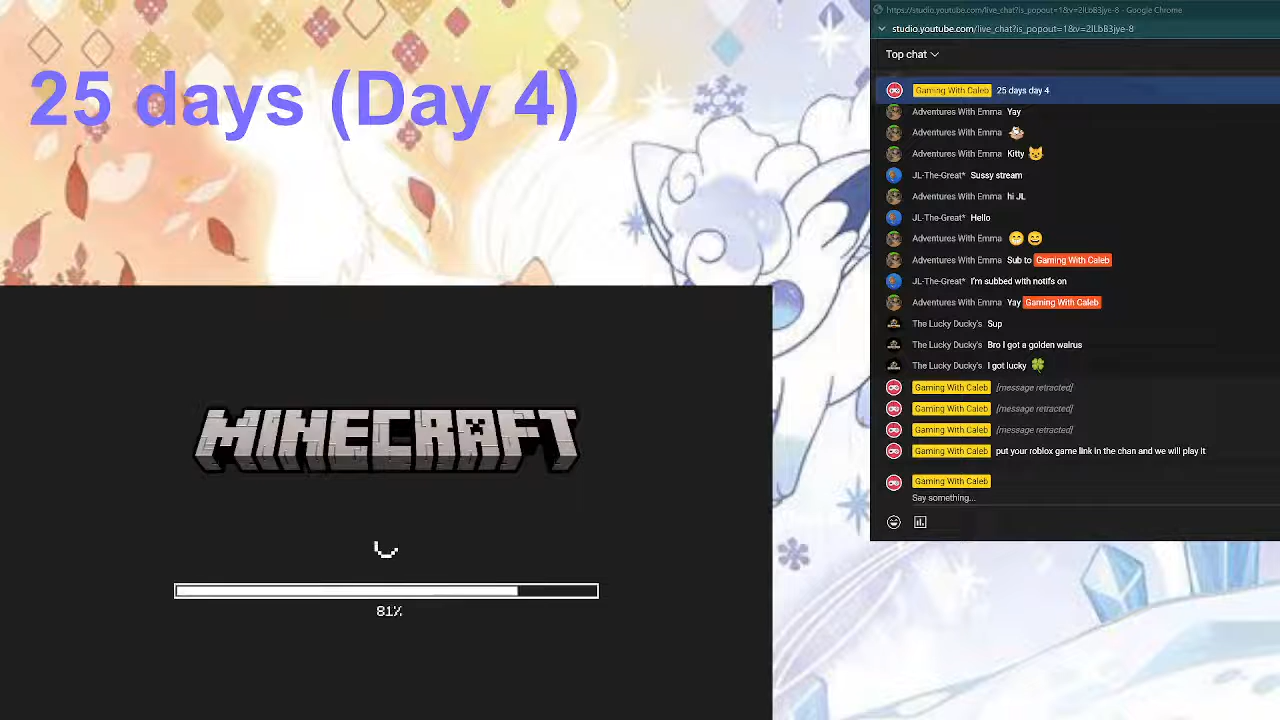 https://studio.youtube.com/live_chat?is_popout=1&v=2ILbB3jye-8 - Google Chrome
studio.youtube.com/live_chat?is_popout=1&v=2ILbB3jye-8
Top chat
25 days (Day 4)
Gaming With Caleb 25 days day 4
Adventures With Emma Yay
Adventures With Emma
Adventures With Emma Kitty
JL-The-Great* Sussy stream
Adventures With Emma hi JL
JL-The-Great* Hello
Adventures With Emma
Adventures With Emma Sub to Gaming With Caleb
JL-The-Great* I'm subbed with notifs on
Adventures With Emma Yay Gaming With Caleb
The Lucky Ducky's Sup
The Lucky Ducky's Bro I got a golden walrus
The Lucky Ducky's I got lucky
Gaming With Caleb [message retracted]
Gaming With Caleb [message retracted]
Gaming With Caleb [message retracted]
Gaming With Caleb put your roblox game link in the chan and we will play it
Gaming With Caleb
Say something...
MINECRAFT
81%